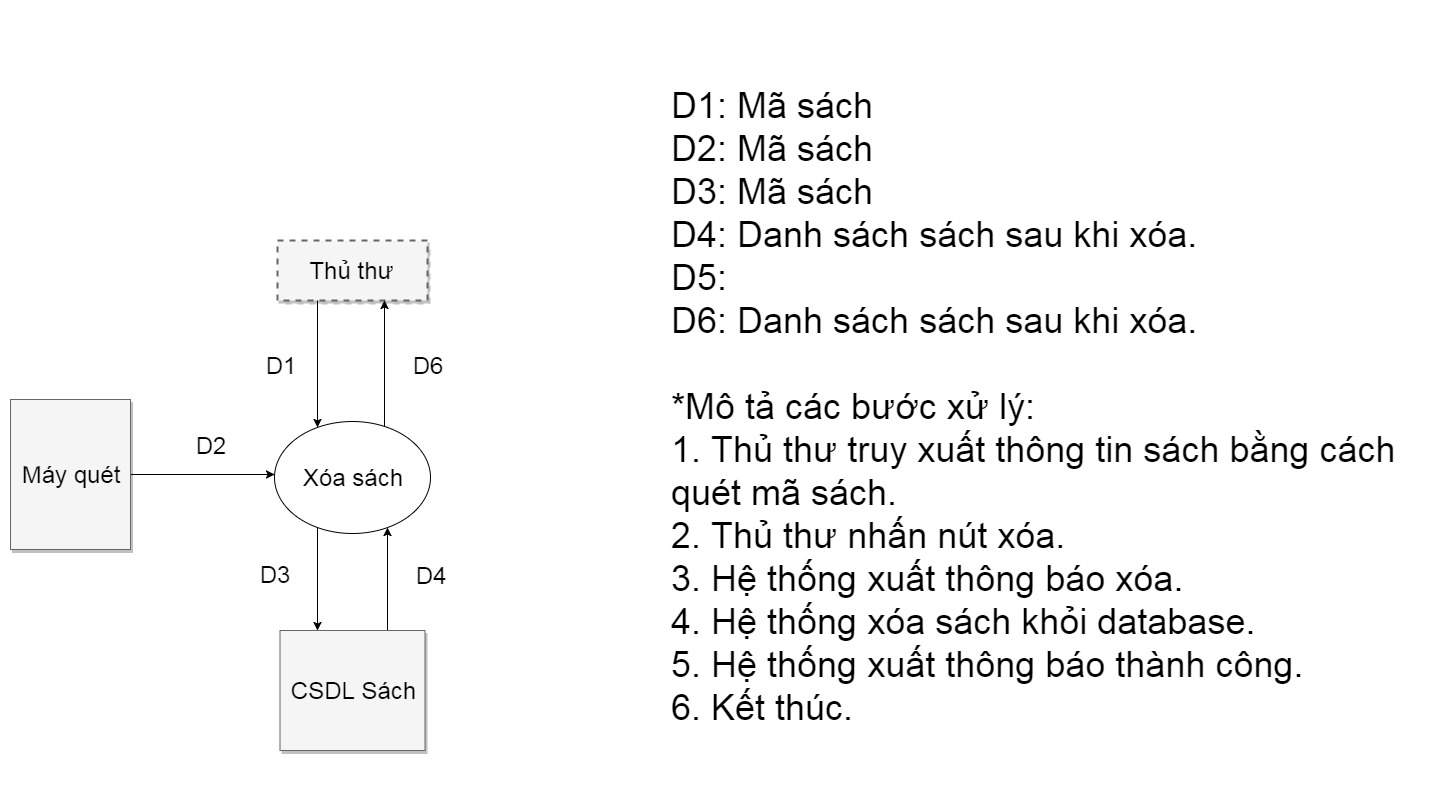 D1: Mã sách
D2: Mã sách
D3: Mã sách
D4: Danh sách sách sau khi xóa.
D5:
D6: Danh sách sách sau khi xóa.
*Mô tả các bước xử lý:
1. Thủ thư truy xuất thông tin sách bằng cách
quét mã sách.
2. Thủ thư nhấn nút xóa.
3. Hệ thống xuất thông báo xóa.
4. Hệ thống xóa sách khỏi database.
5. Hệ thống xuất thông báo thành công.
6. Kết thúc.
Thủ thư
D1
D6
D2
Máy quét
Xóa sách
D3
D4
CSDL Sách